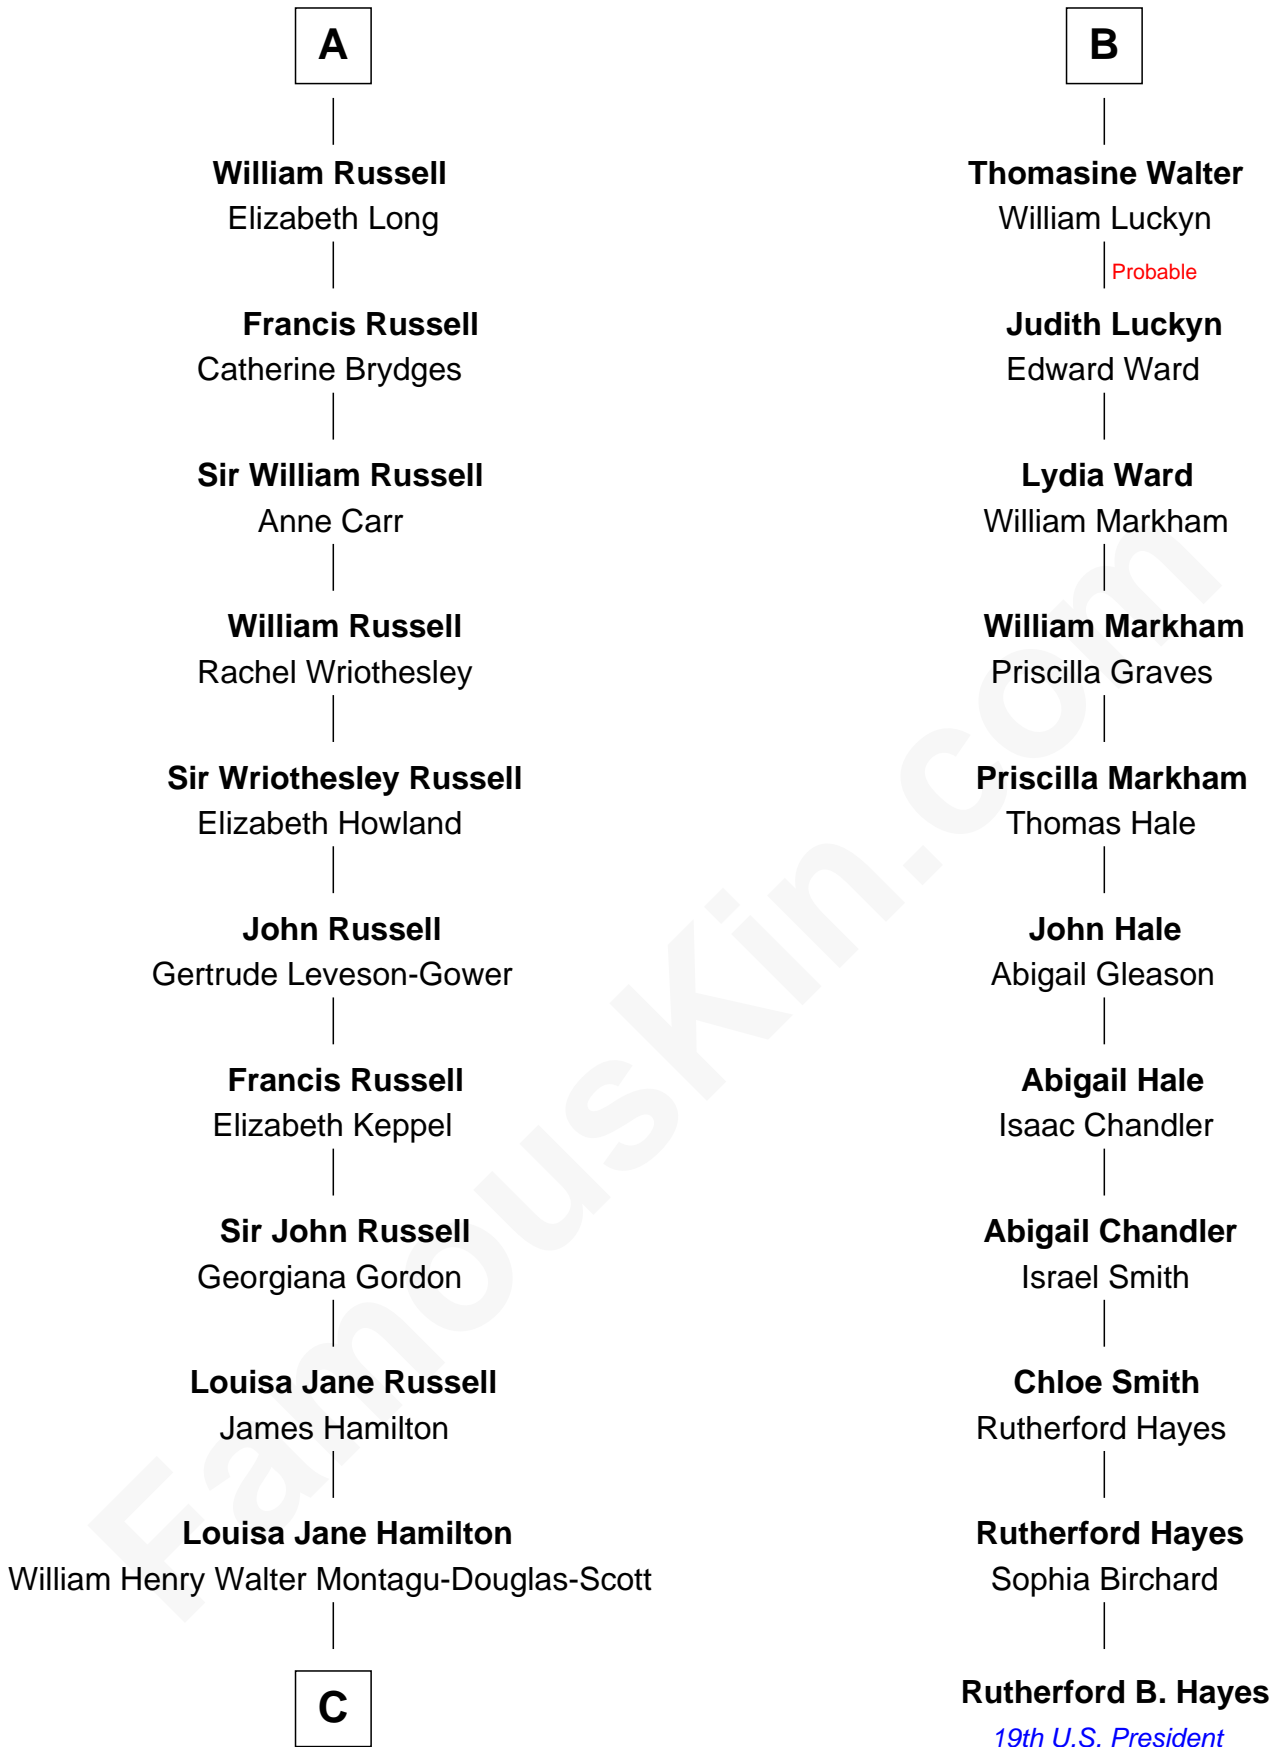 A
William Russell
Elizabeth Long
Francis Russell
Catherine Brydges
Sir William Russell
Anne Carr
William Russell
Rachel Wriothesley
Sir Wriothesley Russell
Elizabeth Howland
John Russell
Gertrude Leveson-Gower
Francis Russell
Elizabeth Keppel
Sir John Russell
Georgiana Gordon
Louisa Jane Russell
James Hamilton
Louisa Jane Hamilton
William Henry Walter Montagu-Douglas-Scott
C
B
Thomasine Walter
William Luckyn
Probable
Judith Luckyn
Edward Ward
Lydia Ward
William Markham
William Markham
Priscilla Graves
Priscilla Markham
Thomas Hale
John Hale
Abigail Gleason
Abigail Hale
Isaac Chandler
Abigail Chandler
Israel Smith
Chloe Smith
Rutherford Hayes
Rutherford Hayes
Sophia Birchard
Rutherford B. Hayes
19th U.S. President
FamousKin.com